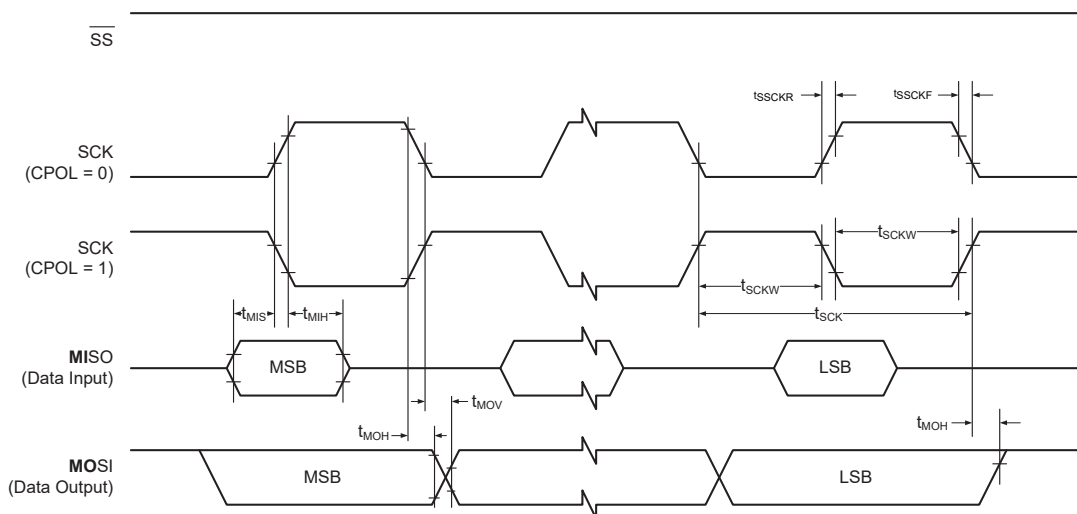 SS
tSSCKR
tSSCKF
SCK
(CPOL = 0)
SCK
(CPOL = 1)
tSCKW
tSCKW
tSCK
tMIS
tMIH
MISO
(Data Input)
MSB
LSB
tMOV
tMOH
tMOH
MOSI
(Data Output)
MSB
LSB